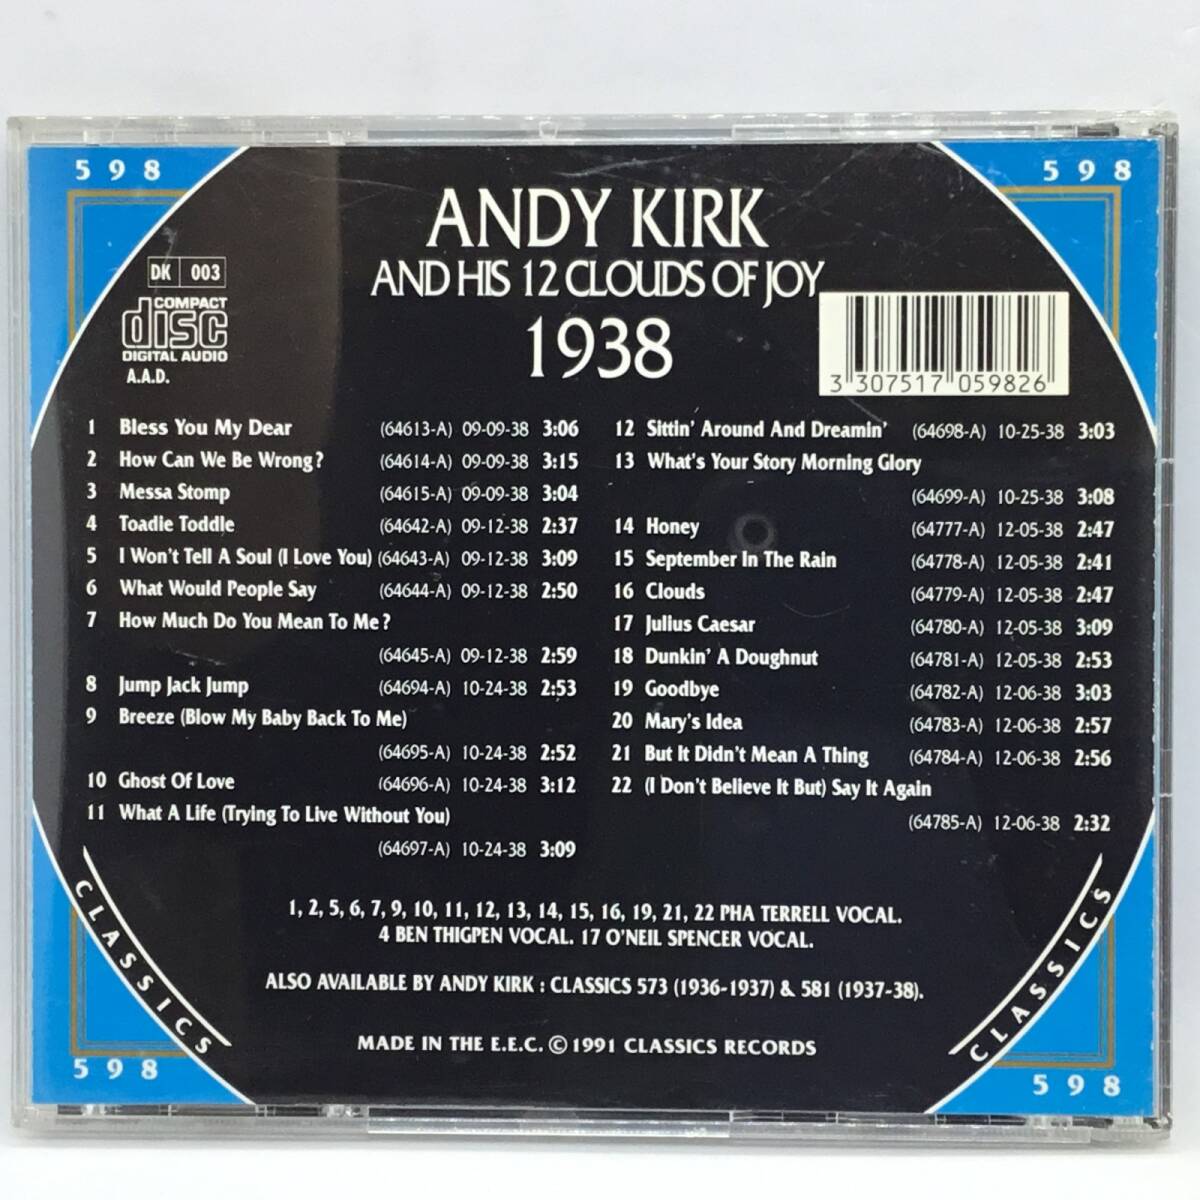 5 9 8
5 9 8
ANDY KIRK
AND HIS 12 CLOUDS OF JOY
1938
DK 003
COMPACT
disc
DIGITAL AUDIO
A.A.D.
3 307517 059826
1 Bless You My Dear (64613-A) 09-09-38 3:06
2 How Can We Be Wrong? (64614-A) 09-09-38 3:15
3 Messa Stomp (64615-A) 09-09-38 3:04
4 Toadie Toddle (64642-A) 09-12-38 2:37
5 I Won't Tell A Soul (I Love You) (64643-A) 09-12-38 3:09
6 What Would People Say (64644-A) 09-12-38 2:50
7 How Much Do You Mean To Me?
(64645-A) 09-12-38 2:59
8 Jump Jack Jump (64694-A) 10-24-38 2:53
9 Breeze (Blow My Baby Back To Me)
(64695-A) 10-24-38 2:52
10 Ghost Of Love (64696-A) 10-24-38 3:12
11 What A Life (Trying To Live Without You)
(64697-A) 10-24-38 3:09
12 Sittin' Around And Dreamin' (64698-A) 10-25-38 3:03
13 What's Your Story Morning Glory
(64699-A) 10-25-38 3:08
14 Honey (64777-A) 12-05-38 2:47
15 September In The Rain (64778-A) 12-05-38 2:41
16 Clouds (64779-A) 12-05-38 2:47
17 Julius Caesar (64780-A) 12-05-38 3:09
18 Dunkin' A Doughnut (64781-A) 12-05-38 2:53
19 Goodbye (64782-A) 12-06-38 3:03
20 Mary's Idea (64783-A) 12-06-38 2:57
21 But It Didn't Mean A Thing (64784-A) 12-06-38 2:56
22 (I Don't Believe It But) Say It Again
(64785-A) 12-06-38 2:32
1, 2, 5, 6, 7, 9, 10, 11, 12, 13, 14, 15, 16, 19, 21, 22 PHA TERRELL VOCAL.
4 BEN THIGPEN VOCAL. 17 O'NEIL SPENCER VOCAL.
ALSO AVAILABLE BY ANDY KIRK : CLASSICS 573 (1936-1937) & 581 (1937-38).
MADE IN THE E.E.C. © 1991 CLASSICS RECORDS
CLASSICS
CLASSICS
5 9 8
5 9 8